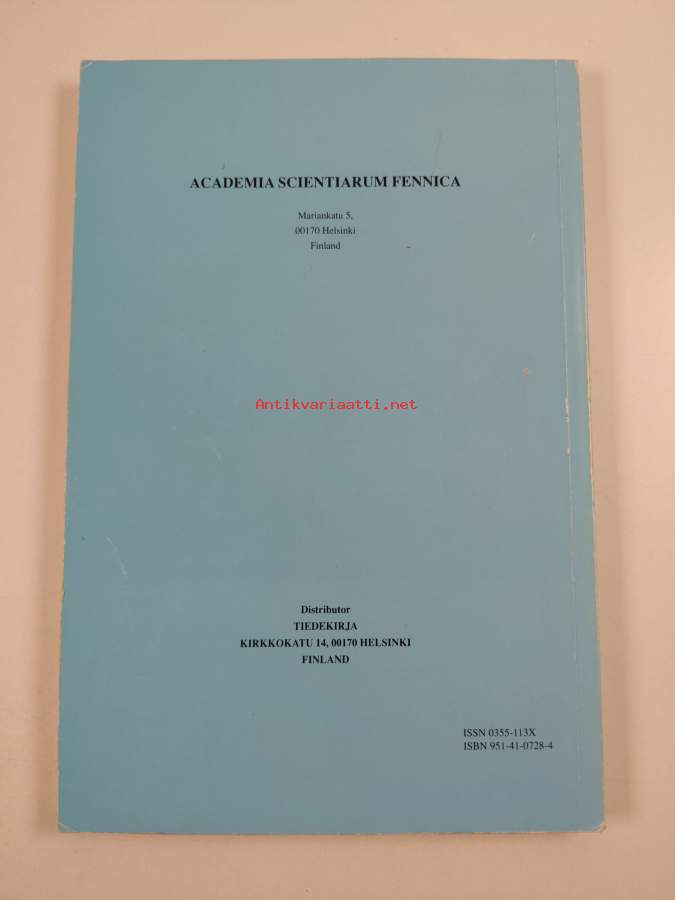 ACADEMIA SCIENTIARUM FENNICA
Mariankatu 5,
00170 Helsinki
Finland
Antikvariaatti.net
Distributor
TIEDEKIRJA
KIRKKOKATU 14, 00170 HELSINKI
FINLAND
ISSN 0355-113X
ISBN 951-41-0728-4